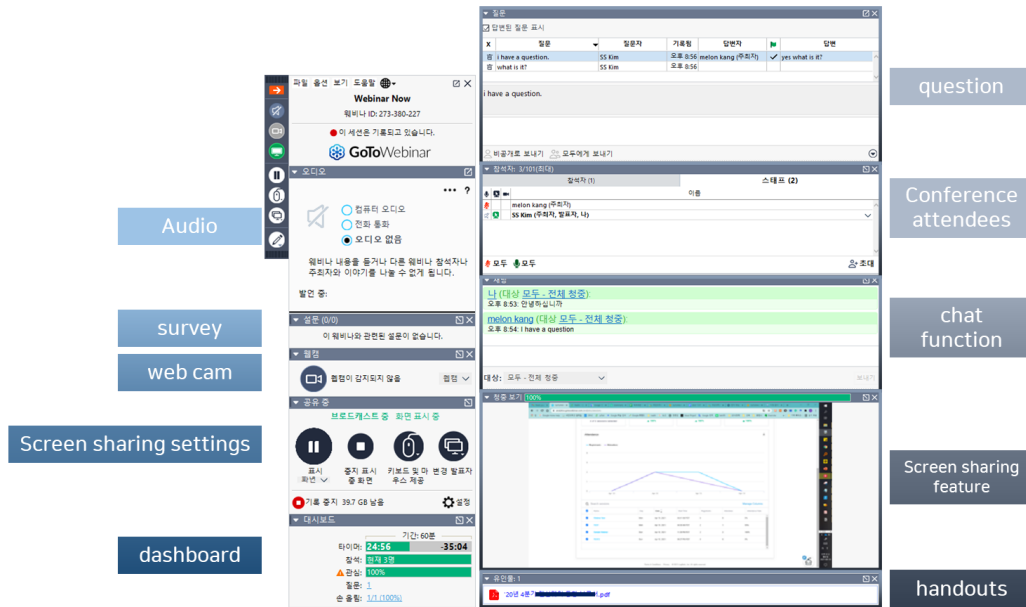 Audio
survey
web cam
Screen sharing settings
dashboard
파일 옵션 보기 도움말
Webinar Now
웨비나 ID: 273-380-227
이 세션은 기록되고 있습니다.
GoToWebinar
오디오
?
컴퓨터 오디오
전화 통화
오디오 없음
웨비나 내용을 듣거나 다른 웨비나 참석자나
주최자와 이야기를 나눌 수 없게 됩니다.
발언 중:
설문 (0/0)
이 웨비나와 관련된 설문이 없습니다.
웹캠
웹캠이 감지되지 않음 웹캠
공유 중
브로드캐스트 중 화면 표시 중
표시 중지 표시 키보드 및 마 변경 발표자
화면 중 화면 우스 제공
기록 중지 39.7 GB 남음 설정
대시보드
기간: 60분
타이머: 24:56 -35:04
참석: 현재 3명
관심: 100%
질문: 1
손 올림: 1/1 (100%)
질문
답변된 질문 표시
X 질문 질문자 기록됨 답변자 답변
i have a question. SS Kim 오후 8:56 melon kang (주최자) yes what is it?
what is it? SS Kim 오후 8:56
i have a question.
비공개로 보내기 모두에게 보내기
참석자: 3/101(최대)
참석자 (1) 스태프 (2)
이름
melon kang (주최자)
SS Kim (주최자, 발표자, 나)
모두 모두 초대
채팅
나 (대상 모두 - 전체 청중):
오후 8:53: 안녕하십니까
melon kang (대상 모두 - 전체 청중):
오후 8:54: I have a question
대상: 모두 - 전체 청중 보내기
청중 보기 100%
유인물: 1
'20년 4분기
.pdf
question
Conference
attendees
chat
function
Screen sharing
feature
handouts